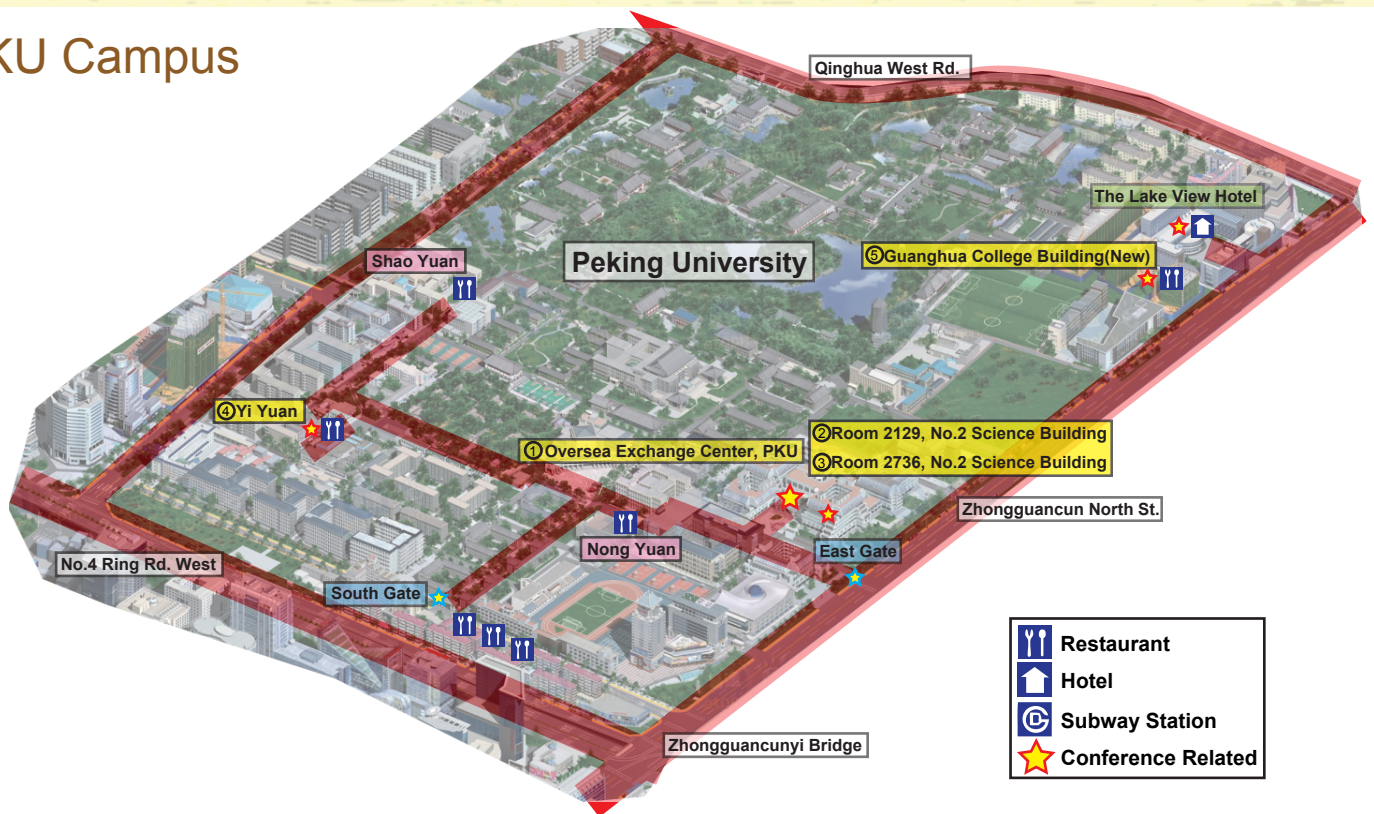 KU Campus
Qinghua West Rd.
The Lake View Hotel
Shao Yuan
Peking University
⑤Guanghua College Building(New)
④Yi Yuan
①Oversea Exchange Center, PKU
②Room 2129, No.2 Science Building
③Room 2736, No.2 Science Building
Zhongguancun North St.
Nong Yuan
East Gate
No.4 Ring Rd. West
South Gate
Zhongguancunyi Bridge
Restaurant
Hotel
Subway Station
Conference Related